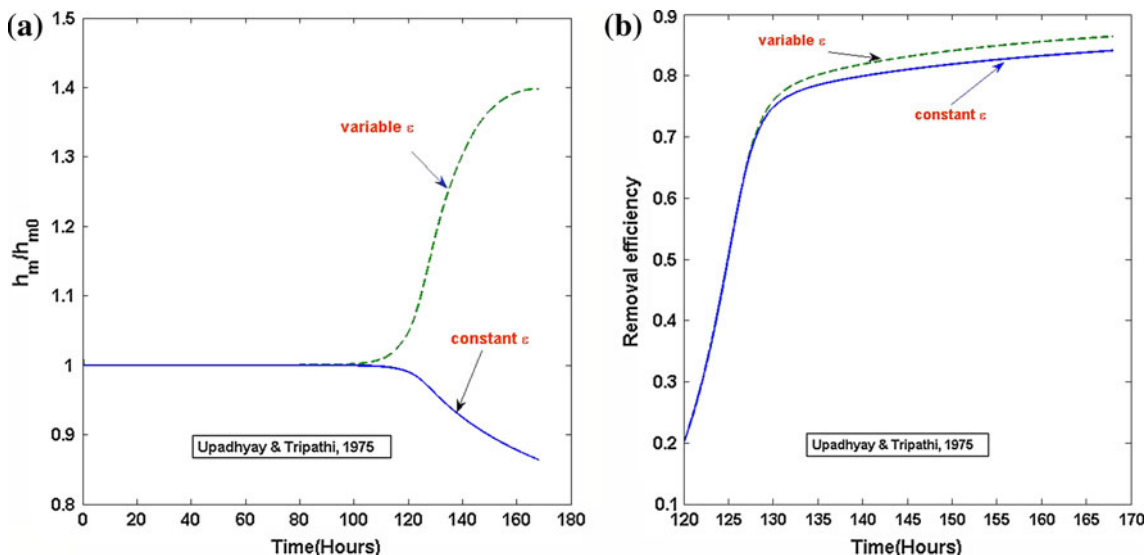 (a)
1.5
1.4
1.3
1.2
1.1
1
0.9
0.8
h_m/h_m0
variable ε
constant ε
Upadhyay & Tripathi, 1975
0 20 40 60 80 100 120 140 160 180
Time(Hours)
(b)
0.9
0.8
0.7
0.6
0.5
0.4
0.3
0.2
0.1
Removal efficiency
variable ε
constant ε
Upadhyay & Tripathi, 1975
120 125 130 135 140 145 150 155 160 165 170
Time(Hours)